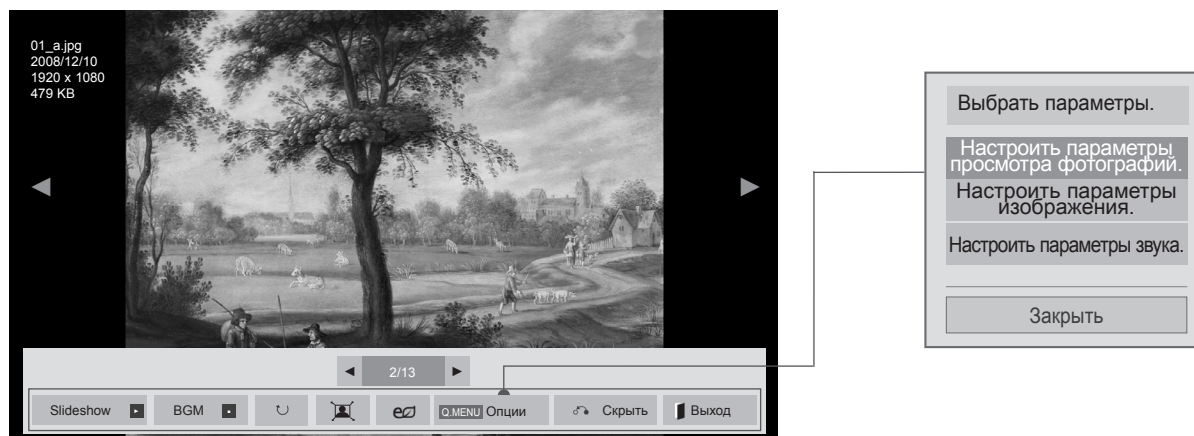 01_a.jpg
2008/12/10
1920 x 1080
479 KB
2/13
Slideshow
BGM
Q.MENU Опции
Скрыть
Выход
Выбрать параметры.
Настроить параметры
просмотра фотографий.
Настроить параметры
изображения.
Настроить параметры звука.
Закрыть